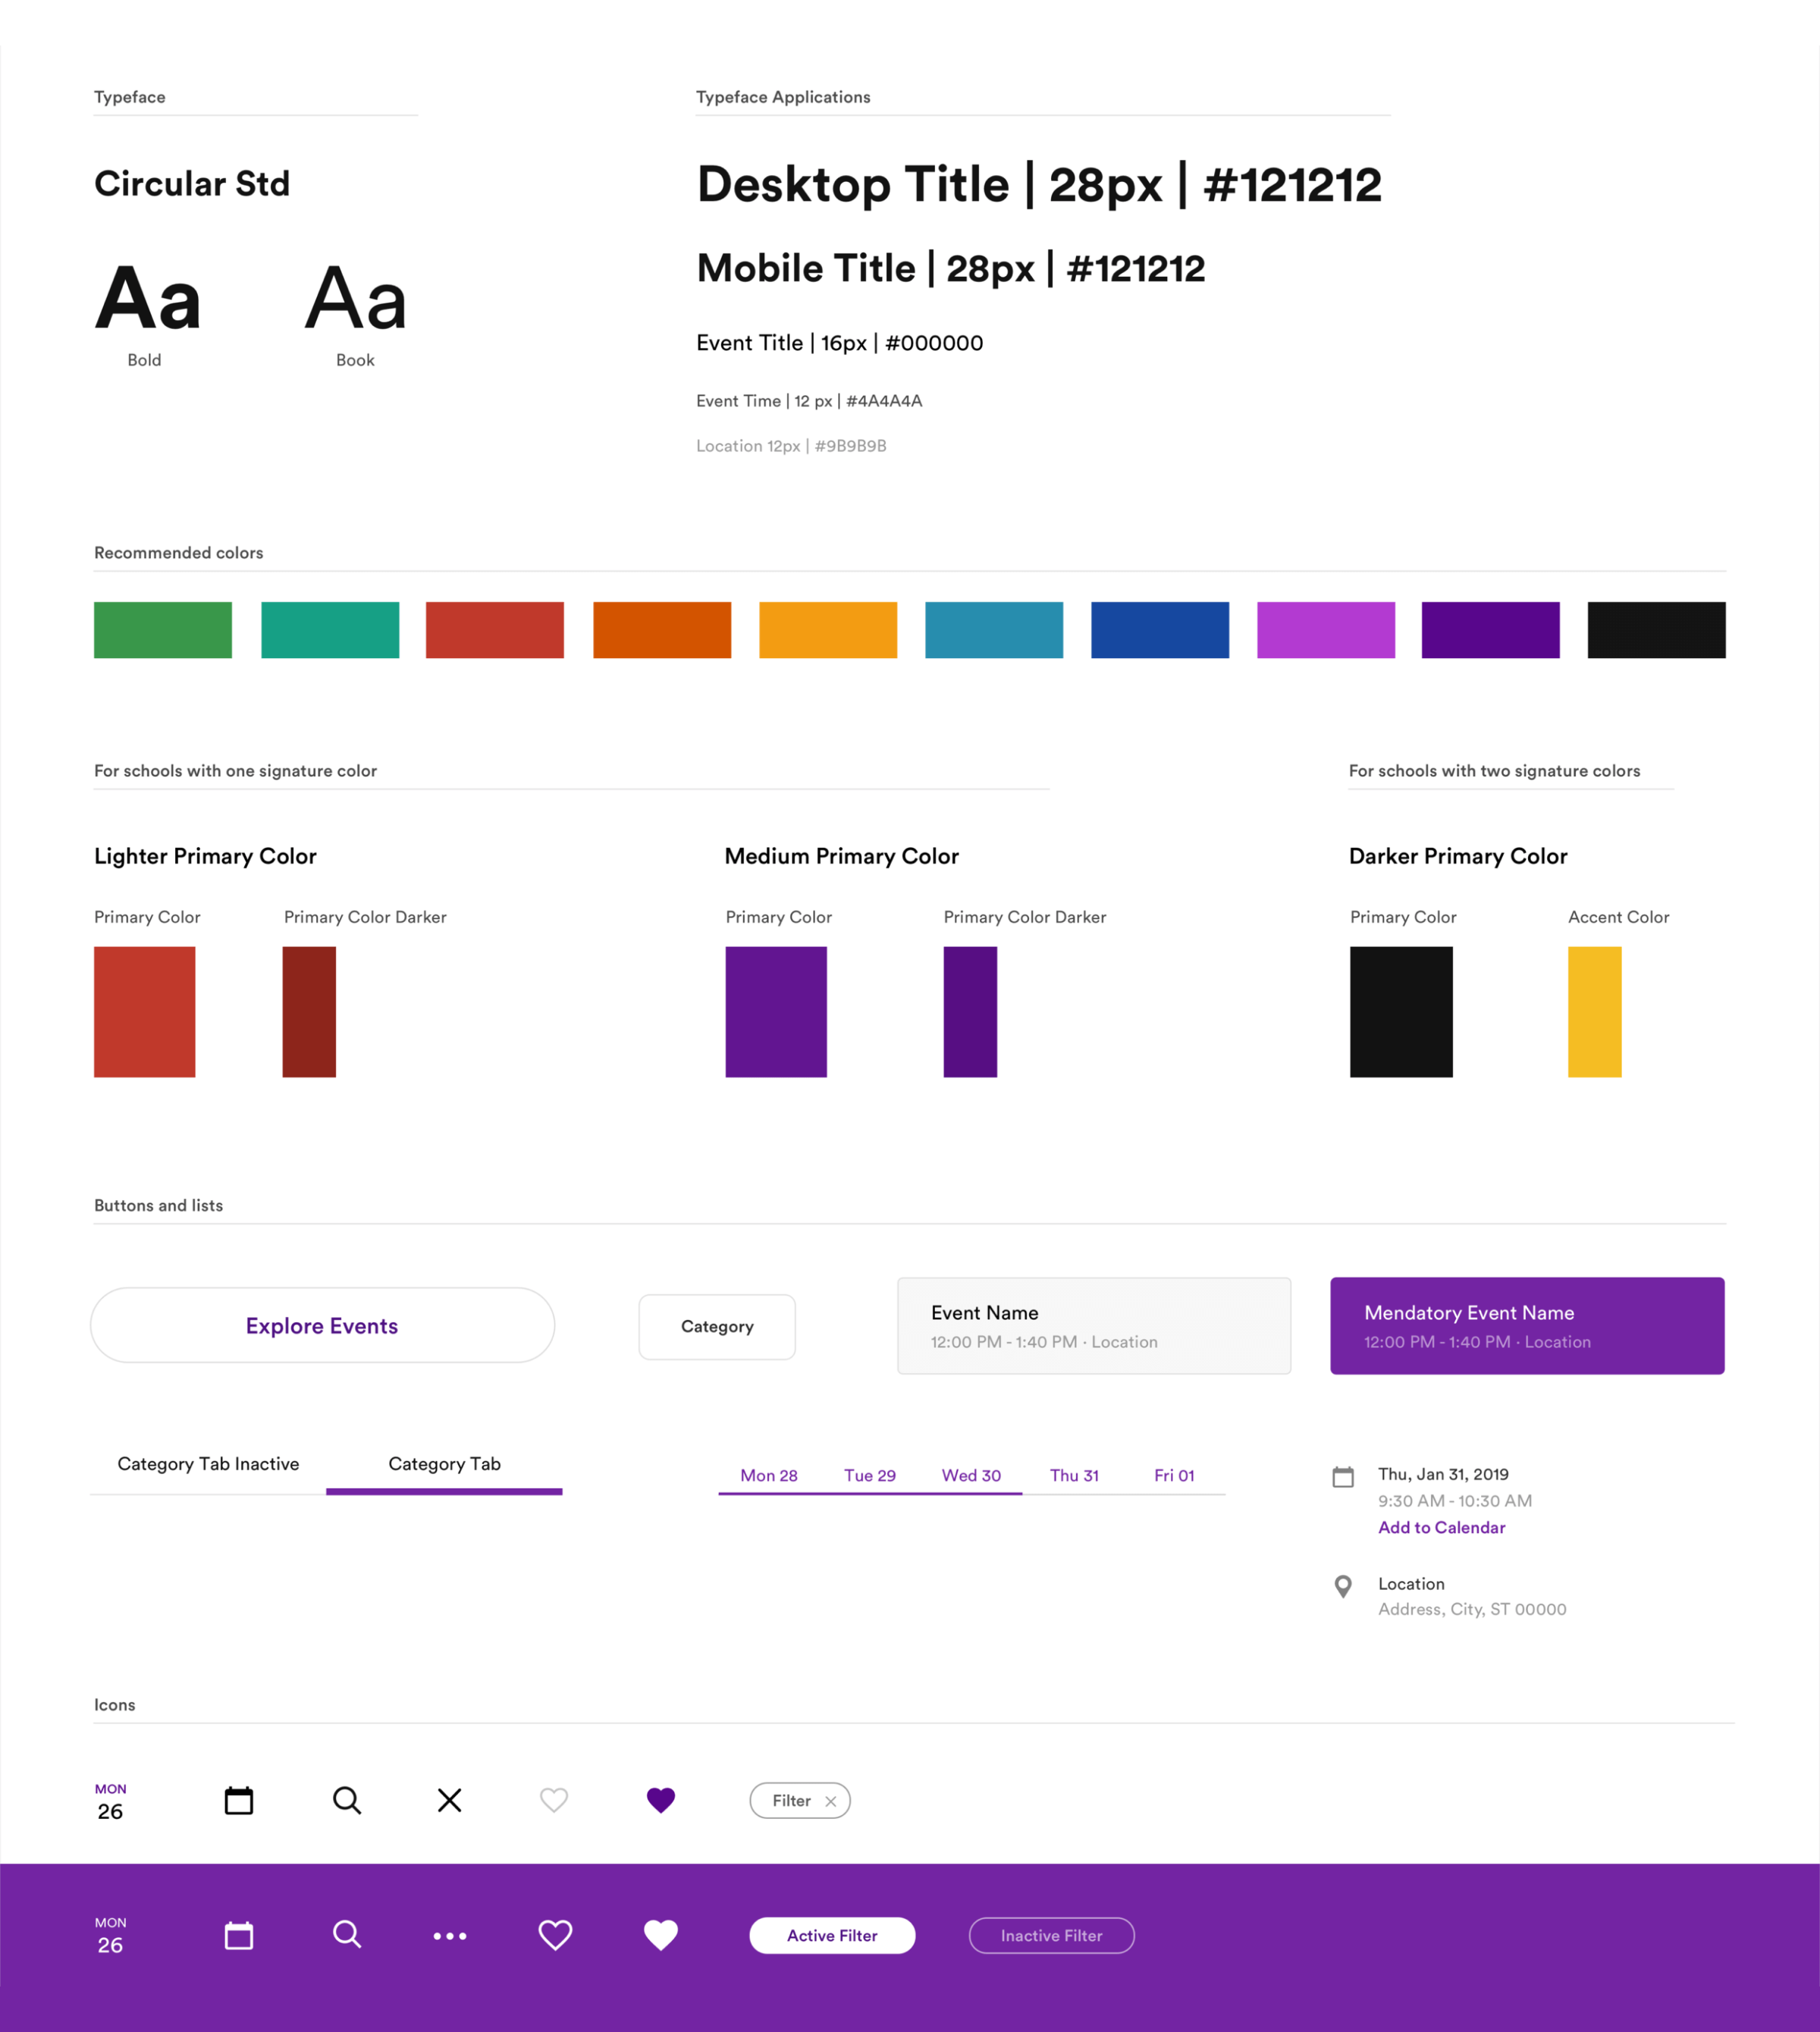 Typeface
Circular Std
Aa Aa
Bold Book
Typeface Applications
Desktop Title | 28px | #121212
Mobile Title | 28px | #121212
Event Title | 16px | #000000
Event Time | 12 px | #4A4A4A
Location 12px | #9B9B9B
Recommended colors
For schools with one signature color
Lighter Primary Color
Primary Color Primary Color Darker
Medium Primary Color
Primary Color Primary Color Darker
For schools with two signature colors
Darker Primary Color
Primary Color Accent Color
Buttons and lists
Explore Events
Category
Event Name
12:00 PM - 1:40 PM · Location
Mendatory Event Name
12:00 PM - 1:40 PM · Location
Category Tab Inactive Category Tab
Mon 28 Tue 29 Wed 30 Thu 31 Fri 01
Thu, Jan 31, 2019
9:30 AM - 10:30 AM
Add to Calendar
Location
Address, City, ST 00000
Icons
MON
26
Filter
MON
26
Active Filter
Inactive Filter